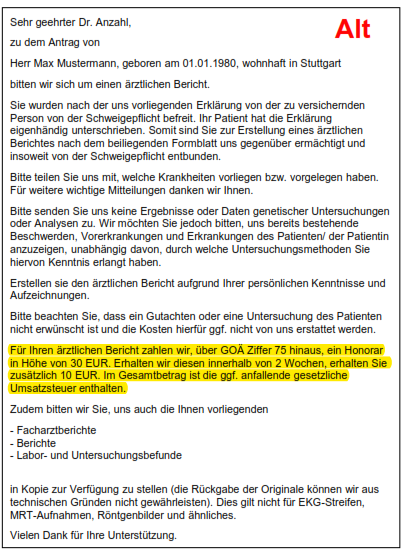 Sehr geehrter Dr. Anzahl,
Alt
zu dem Antrag von
Herr Max Mustermann, geboren am 01.01.1980, wohnhaft in Stuttgart
bitten wir sich um einen ärztlichen Bericht.
Sie wurden nach der uns vorliegenden Erklärung von der zu versichernden
Person von der Schweigepflicht befreit. Ihr Patient hat die Erklärung
eigenhändig unterschrieben. Somit sind Sie zur Erstellung eines ärztlichen
Berichtes nach dem beiliegenden Formblatt uns gegenüber ermächtigt und
insoweit von der Schweigepflicht entbunden.
Bitte teilen Sie uns mit, welche Krankheiten vorliegen bzw. vorgelegen haben.
Für weitere wichtige Mitteilungen danken wir Ihnen.
Bitte senden Sie uns keine Ergebnisse oder Daten genetischer Untersuchungen
oder Analysen zu. Wir möchten Sie jedoch bitten, uns bereits bestehende
Beschwerden, Vorerkrankungen und Erkrankungen des Patienten/ der Patientin
anzuzeigen, unabhängig davon, durch welche Untersuchungsmethoden Sie
hiervon Kenntnis erlangt haben.
Erstellen sie den ärztlichen Bericht aufgrund Ihrer persönlichen Kenntnisse und
Aufzeichnungen.
Bitte beachten Sie, dass ein Gutachten oder eine Untersuchung des Patienten
nicht erwünscht ist und die Kosten hierfür ggf. nicht von uns erstattet werden.
Für Ihren ärztlichen Bericht zahlen wir, über GOÄ Ziffer 75 hinaus, ein Honorar
in Höhe von 30 EUR. Erhalten wir diesen innerhalb von 2 Wochen, erhalten Sie
zusätzlich 10 EUR. Im Gesamtbetrag ist die ggf. anfallende gesetzliche
Umsatzsteuer enthalten.
Zudem bitten wir Sie, uns auch die Ihnen vorliegenden
- Facharztberichte
- Berichte
- Labor- und Untersuchungsbefunde
in Kopie zur Verfügung zu stellen (die Rückgabe der Originale können wir aus
technischen Gründen nicht gewährleisten). Dies gilt nicht für EKG-Streifen,
MRT-Aufnahmen, Röntgenbilder und ähnliches.
Vielen Dank für Ihre Unterstützung.